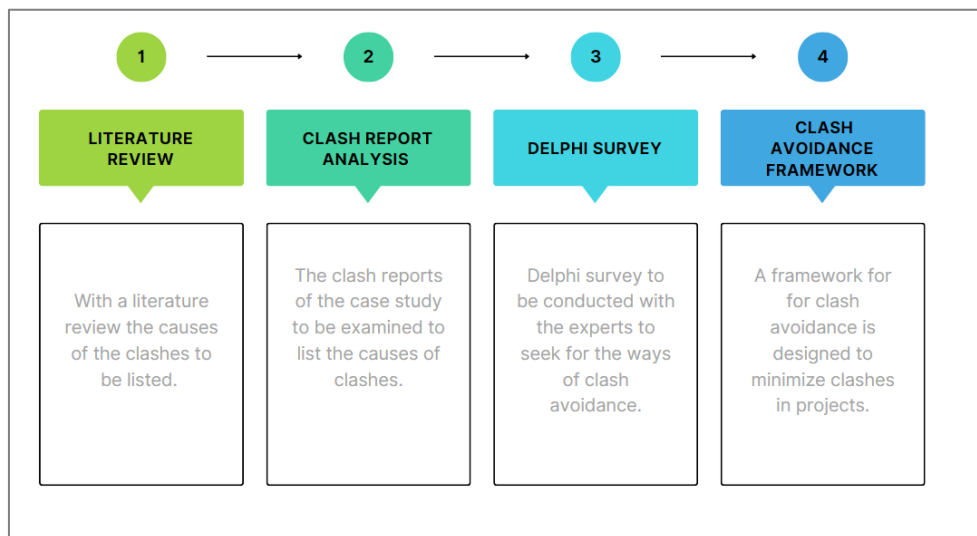 1
2
3
4
LITERATURE
REVIEW
CLASH REPORT
ANALYSIS
DELPHI SURVEY
CLASH
AVOIDANCE
FRAMEWORK
With a literature
review the causes
of the clashes to
be listed.
The clash reports
of the case study
to be examined to
list the causes of
clashes.
Delphi survey to
be conducted with
the experts to
seek for the ways
of clash
avoidance.
A framework for
for clash
avoidance is
designed to
minimize clashes
in projects.